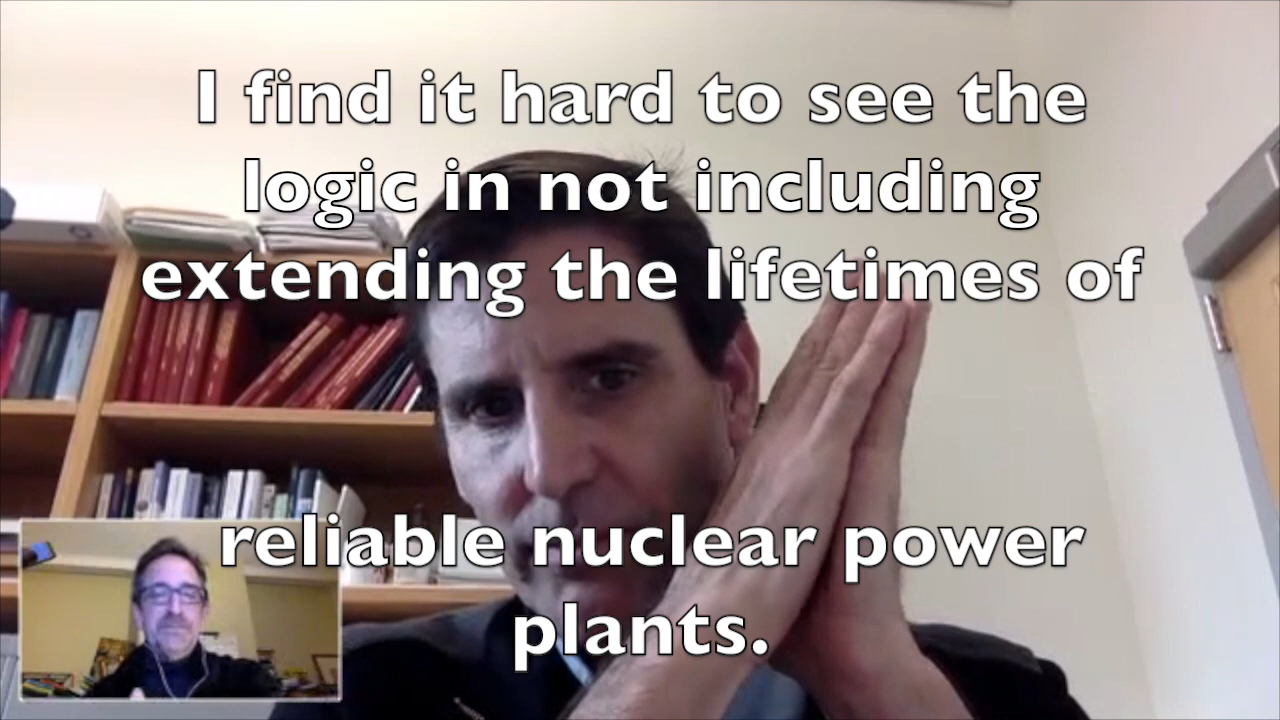 I find it hard to see the
logic in not including
extending the lifetimes of
reliable nuclear power
plants.